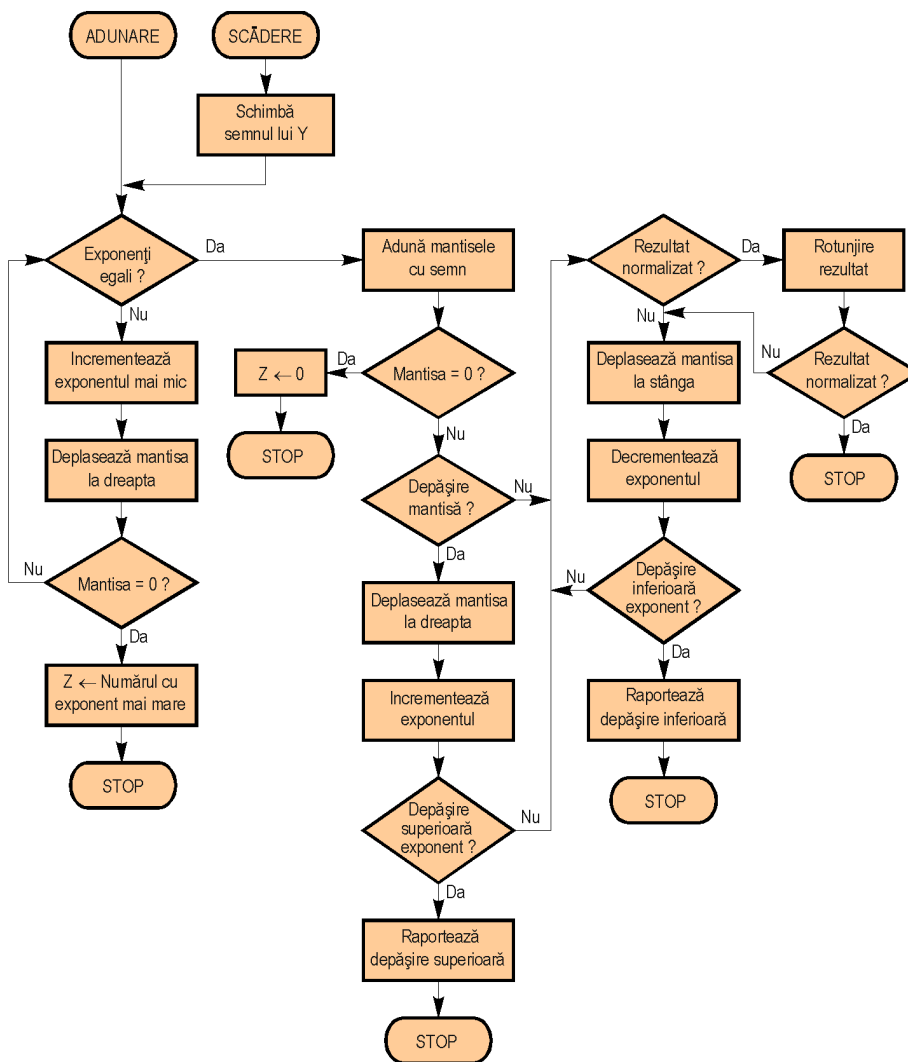 ADUNARE
SCĂDERE
Schimbă
semnul lui Y
Exponenţi
egali ?
Da
Nu
Incrementează
exponentul mai mic
Deplasează mantisa
la dreapta
Mantisa = 0 ?
Nu
Da
Z ← Numărul cu
exponent mai mare
STOP
Adună mantisele
cu semn
Mantisa = 0 ?
Da
Z ← 0
STOP
Nu
Depăşire
mantisă ?
Nu
Da
Deplasează mantisa
la dreapta
Incrementează
exponentul
Depăşire
superioară
exponent ?
Nu
Da
Raportează
depăşire superioară
STOP
Rezultat
normalizat ?
Da
Nu
Rotunjire
rezultat
Rezultat
normalizat ?
Nu
Da
STOP
Deplasează mantisa
la stânga
Decrementează
exponentul
Depăşire
inferioară
exponent ?
Nu
Da
Raportează
depăşire inferioară
STOP